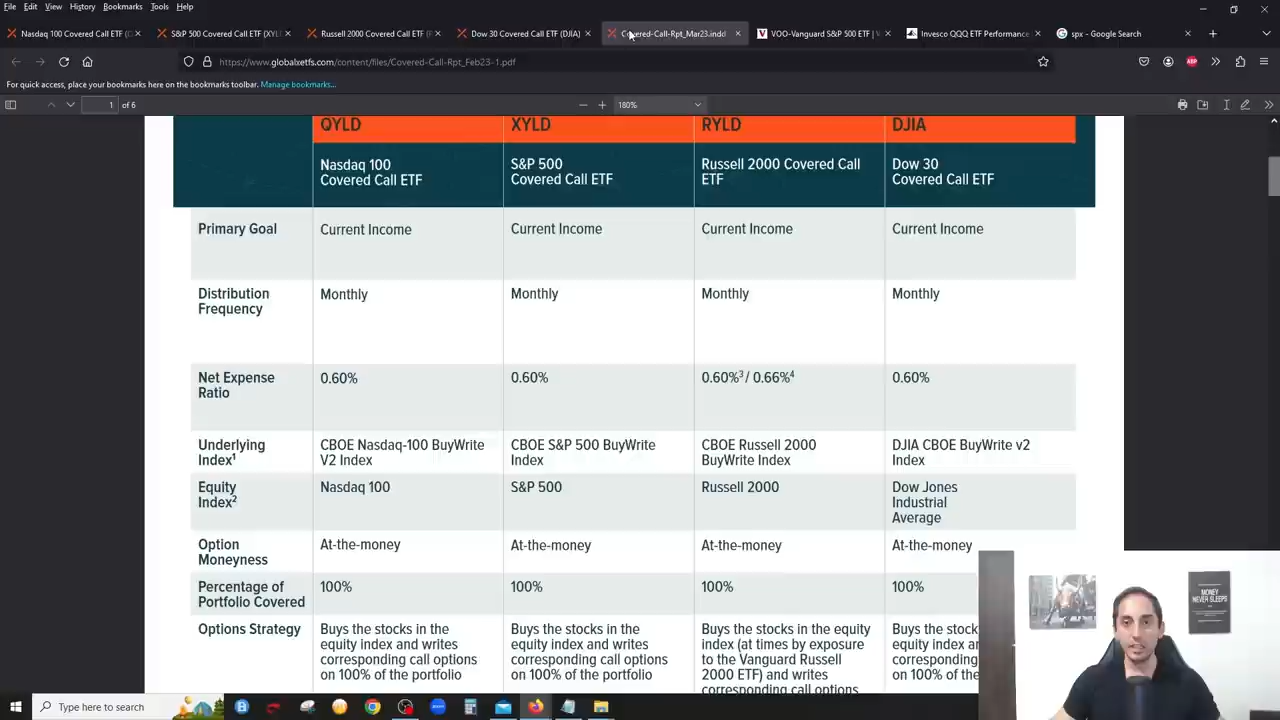 File Edit View History Bookmarks Tools Help
Nasdaq 100 Covered Call ETF (
S&P 500 Covered Call ETF (XYL
Russell 2000 Covered Call ETF (
Dow 30 Covered Call ETF (DJIA)
Covered-Call-Rpt_Mar23.indd
VOO-Vanguard S&P 500 ETF |
Invesco QQQ ETF Performance
spx - Google Search
https://www.globalxetfs.com/content/files/Covered-Call-Rpt_Feb23-1.pdf
ABP
For quick access, place your bookmarks here on the bookmarks toolbar. Manage bookmarks...
1 of 6
180%
QYLD XYLD RYLD DJIA
Nasdaq 100 S&P 500 Russell 2000 Covered Call Dow 30
Covered Call ETF Covered Call ETF ETF Covered Call ETF
Primary Goal Current Income Current Income Current Income Current Income
Distribution Monthly Monthly Monthly Monthly
Frequency
Net Expense 0.60% 0.60% 0.60%³ / 0.66%⁴ 0.60%
Ratio
Underlying CBOE Nasdaq-100 BuyWrite CBOE S&P 500 BuyWrite CBOE Russell 2000 DJIA CBOE BuyWrite v2
Index¹ V2 Index Index BuyWrite Index Index
Equity Nasdaq 100 S&P 500 Russell 2000 Dow Jones
Index² Industrial
Average
Option At-the-money At-the-money At-the-money At-the-money
Moneyness
Percentage of 100% 100% 100% 100%
Portfolio Covered
Options Strategy Buys the stocks in the Buys the stocks in the Buys the stocks in the equity Buys the stock
equity index and writes equity index and writes index (at times by exposure equity index ar
corresponding call options corresponding call options to the Vanguard Russell corresponding
on 100% of the portfolio on 100% of the portfolio 2000 ETF) and writes on 100% of the
corresponding call options
MONEY
NEVER SLEEPS
Type here to search